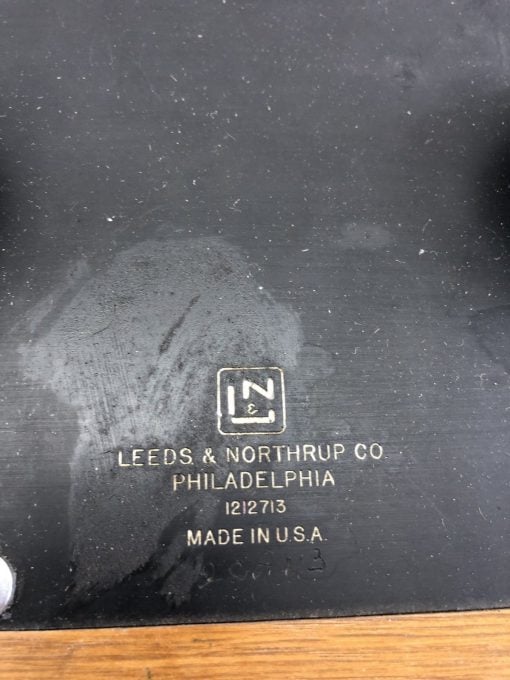 L&N
LEEDS & NORTHRUP CO
PHILADELPHIA
1212713
MADE IN U.S.A.